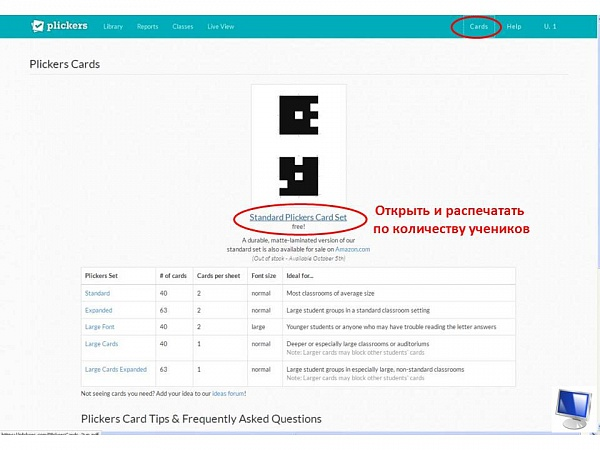 plickers Library Reports Classes Live View Cards Help U. 1
Plickers Cards
Standard Plickers Card Set
free!
Открыть и распечатать
по количеству учеников
A durable, matte-laminated version of our
standard set is also available for sale on Amazon.com
(Out of stock - Available October 5th)
Plickers Set # of cards Cards per sheet Font size Ideal for...
Standard 40 2 normal Most classrooms of average size
Expanded 63 2 normal Large student groups in a standard classroom setting
Large Font 40 2 large Younger students or anyone who may have trouble reading the letter answers
Large Cards 40 1 normal Deeper or especially large classrooms or auditoriums
Note: Larger cards may block other students' cards
Large Cards Expanded 63 1 normal Large student groups in especially large, non-standard classrooms
Note: Larger cards may block other students' cards
Not seeing cards you need? Add your idea to our ideas forum!
Plickers Card Tips & Frequently Asked Questions